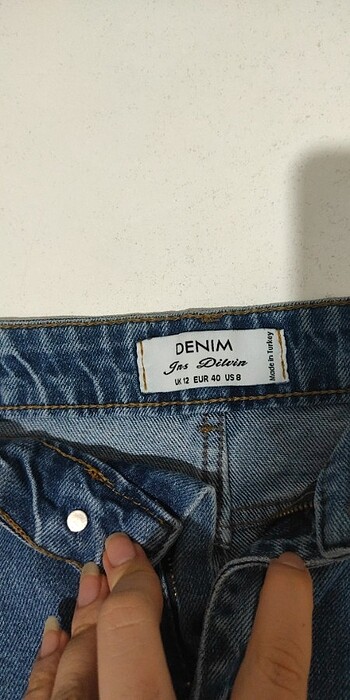 DENIM
Jns Dilvin
UK 12 EUR 40 US 8
Made in Turkey